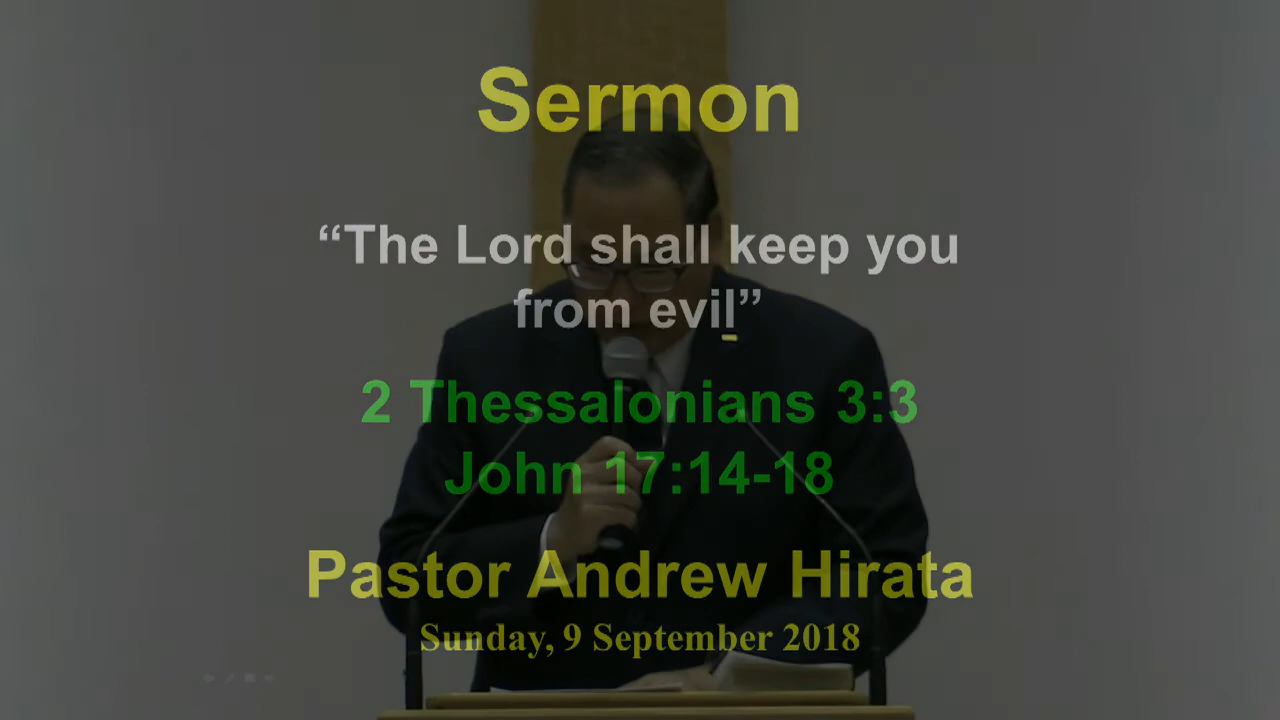 Sermon
“The Lord shall keep you
from evil”
2 Thessalonians 3:3
John 17:14-18
Pastor Andrew Hirata
Sunday, 9 September 2018